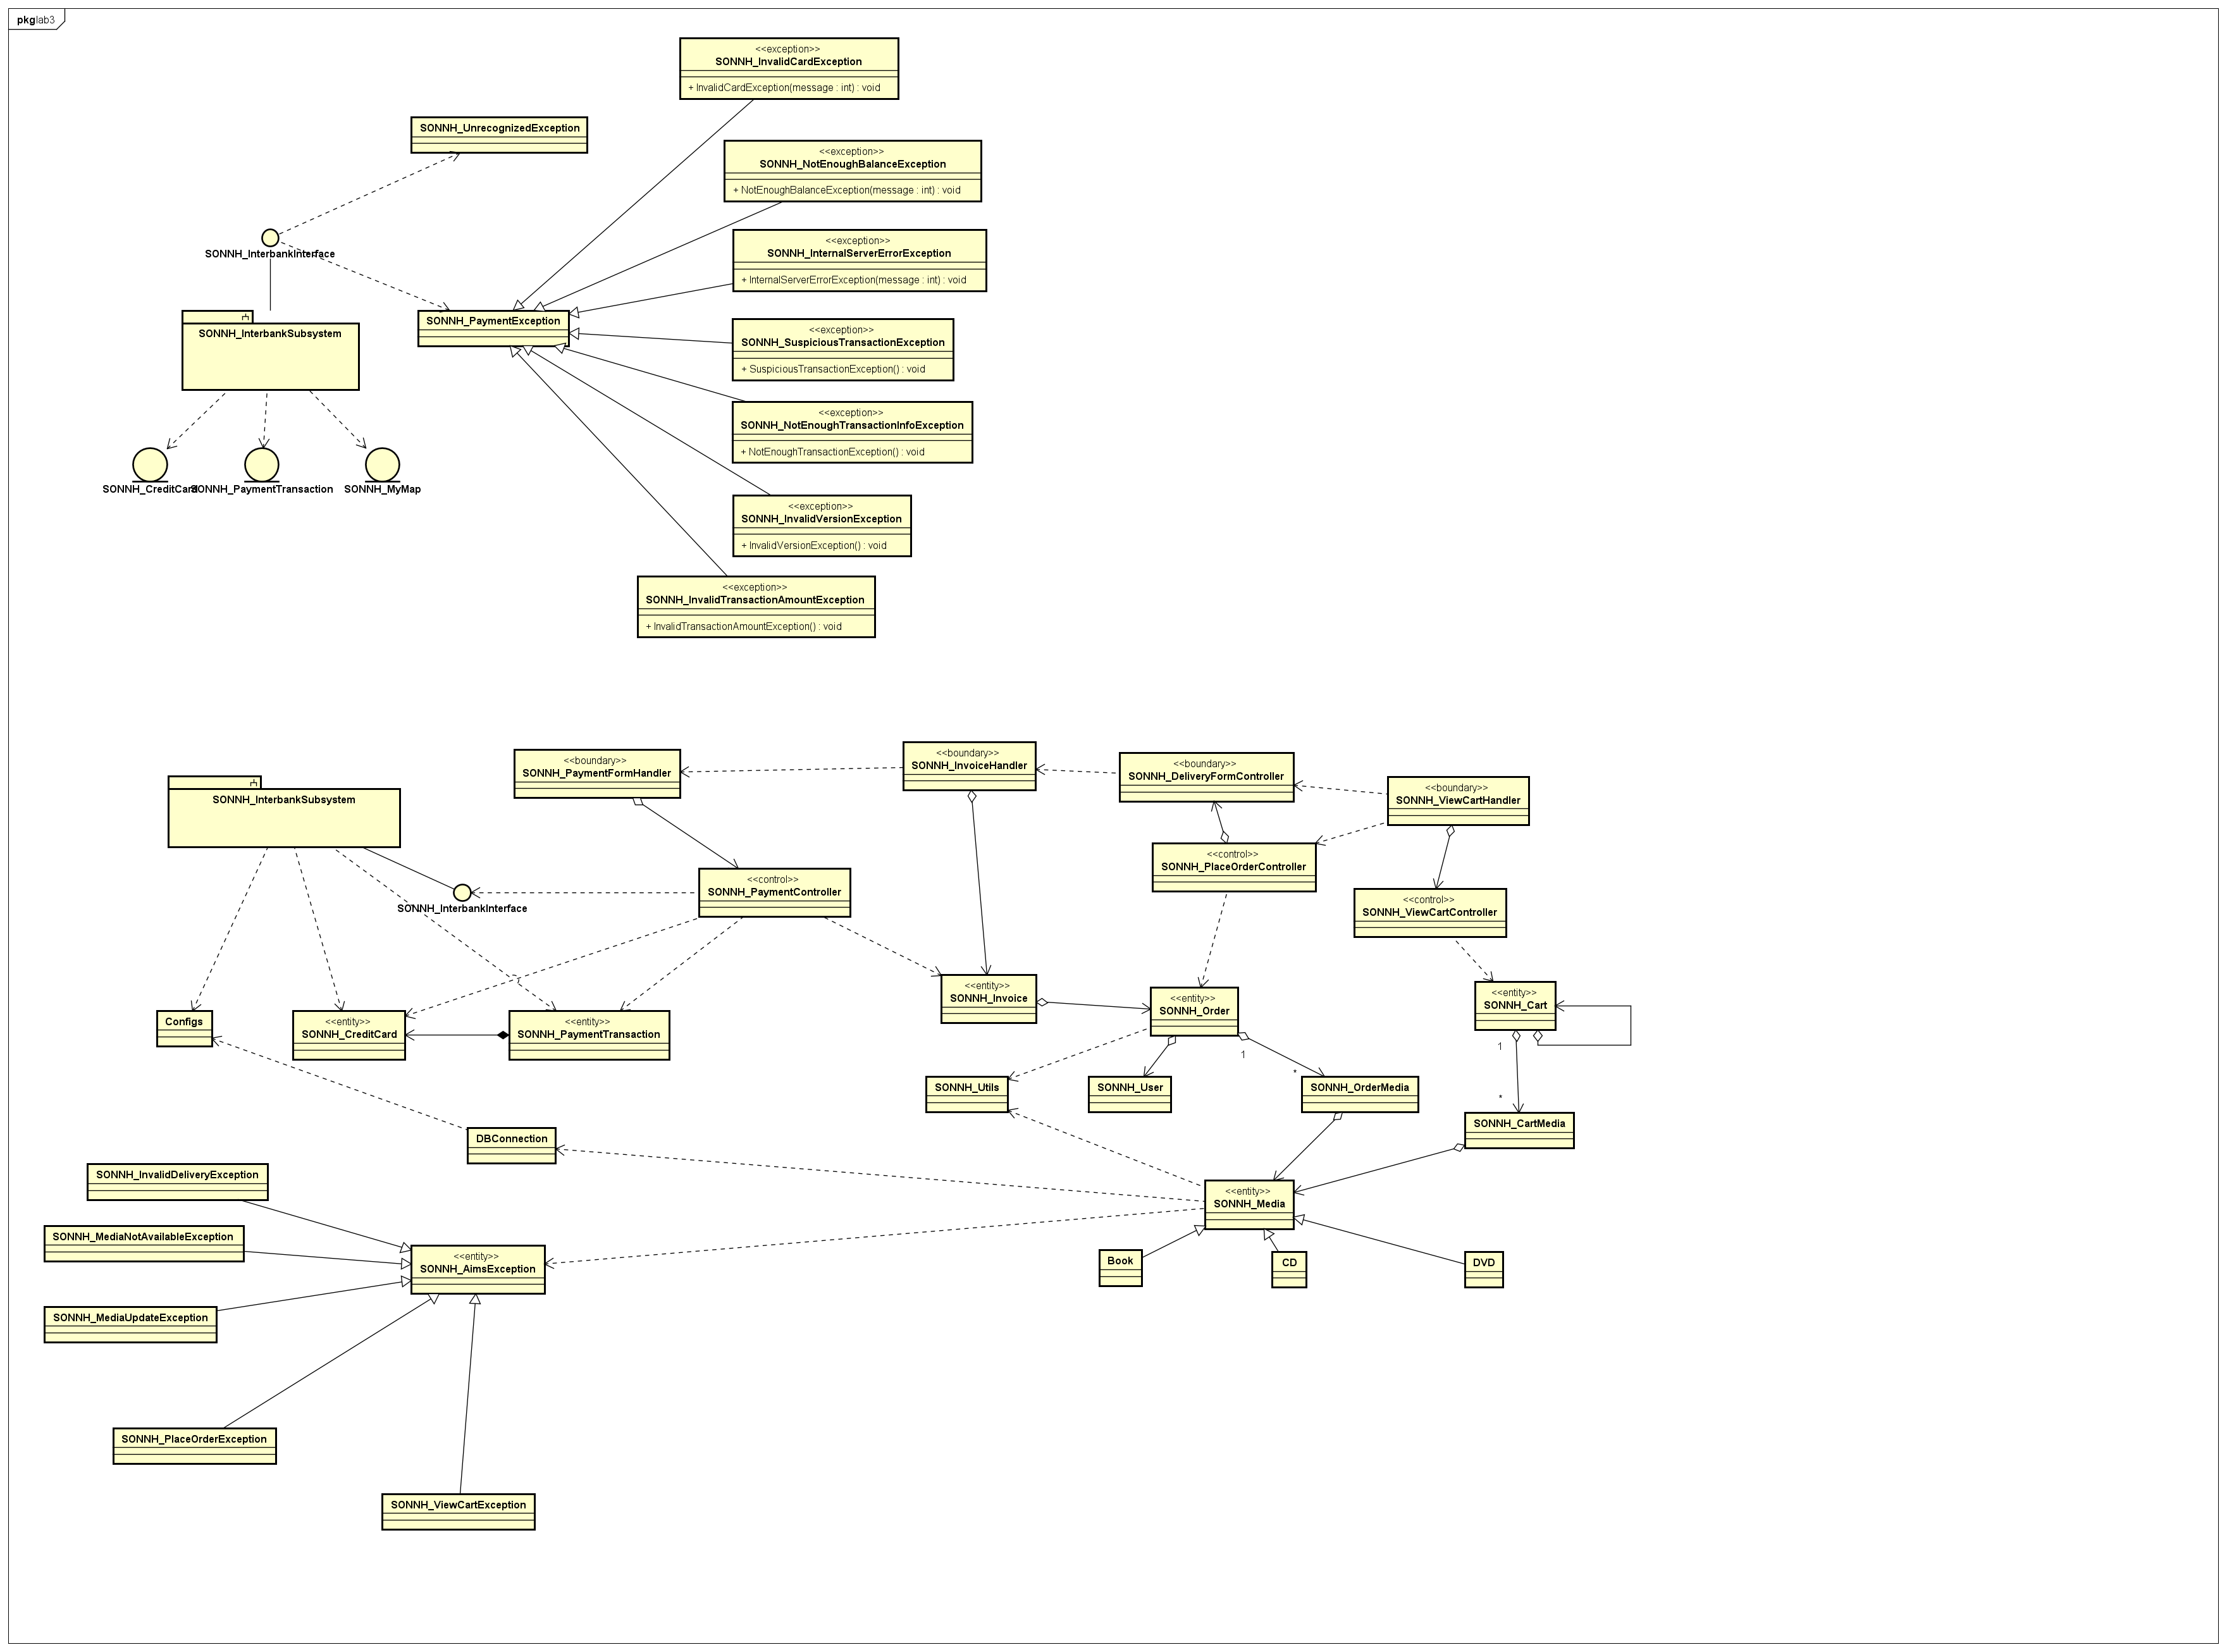 pkg lab3
<<exception>>
SONNH_InvalidCardException
+ InvalidCardException(message : int) : void
SONNH_UnrecognizedException
<<exception>>
SONNH_NotEnoughBalanceException
+ NotEnoughBalanceException(message : int) : void
SONNH_InterbankInterface
<<exception>>
SONNH_InternalServerErrorException
+ InternalServerErrorException(message : int) : void
SONNH_PaymentException
SONNH_InterbankSubsystem
<<exception>>
SONNH_SuspiciousTransactionException
+ SuspiciousTransactionException() : void
<<exception>>
SONNH_NotEnoughTransactionInfoException
+ NotEnoughTransactionException() : void
SONNH_CreditCard
SONNH_PaymentTransaction
SONNH_MyMap
<<exception>>
SONNH_InvalidVersionException
+ InvalidVersionException() : void
<<exception>>
SONNH_InvalidTransactionAmountException
+ InvalidTransactionAmountException() : void
<<boundary>>
SONNH_PaymentFormHandler
<<boundary>>
SONNH_InvoiceHandler
<<boundary>>
SONNH_DeliveryFormController
<<boundary>>
SONNH_ViewCartHandler
SONNH_InterbankSubsystem
<<control>>
SONNH_PlaceOrderController
<<control>>
SONNH_PaymentController
SONNH_InterbankInterface
<<control>>
SONNH_ViewCartController
<<entity>>
SONNH_Invoice
<<entity>>
SONNH_Order
<<entity>>
SONNH_Cart
Configs
<<entity>>
SONNH_CreditCard
<<entity>>
SONNH_PaymentTransaction
1
1
*
*
SONNH_Utils
SONNH_User
SONNH_OrderMedia
SONNH_CartMedia
DBConnection
SONNH_InvalidDeliveryException
<<entity>>
SONNH_Media
SONNH_MediaNotAvailableException
<<entity>>
SONNH_AimsException
Book
CD
DVD
SONNH_MediaUpdateException
SONNH_PlaceOrderException
SONNH_ViewCartException